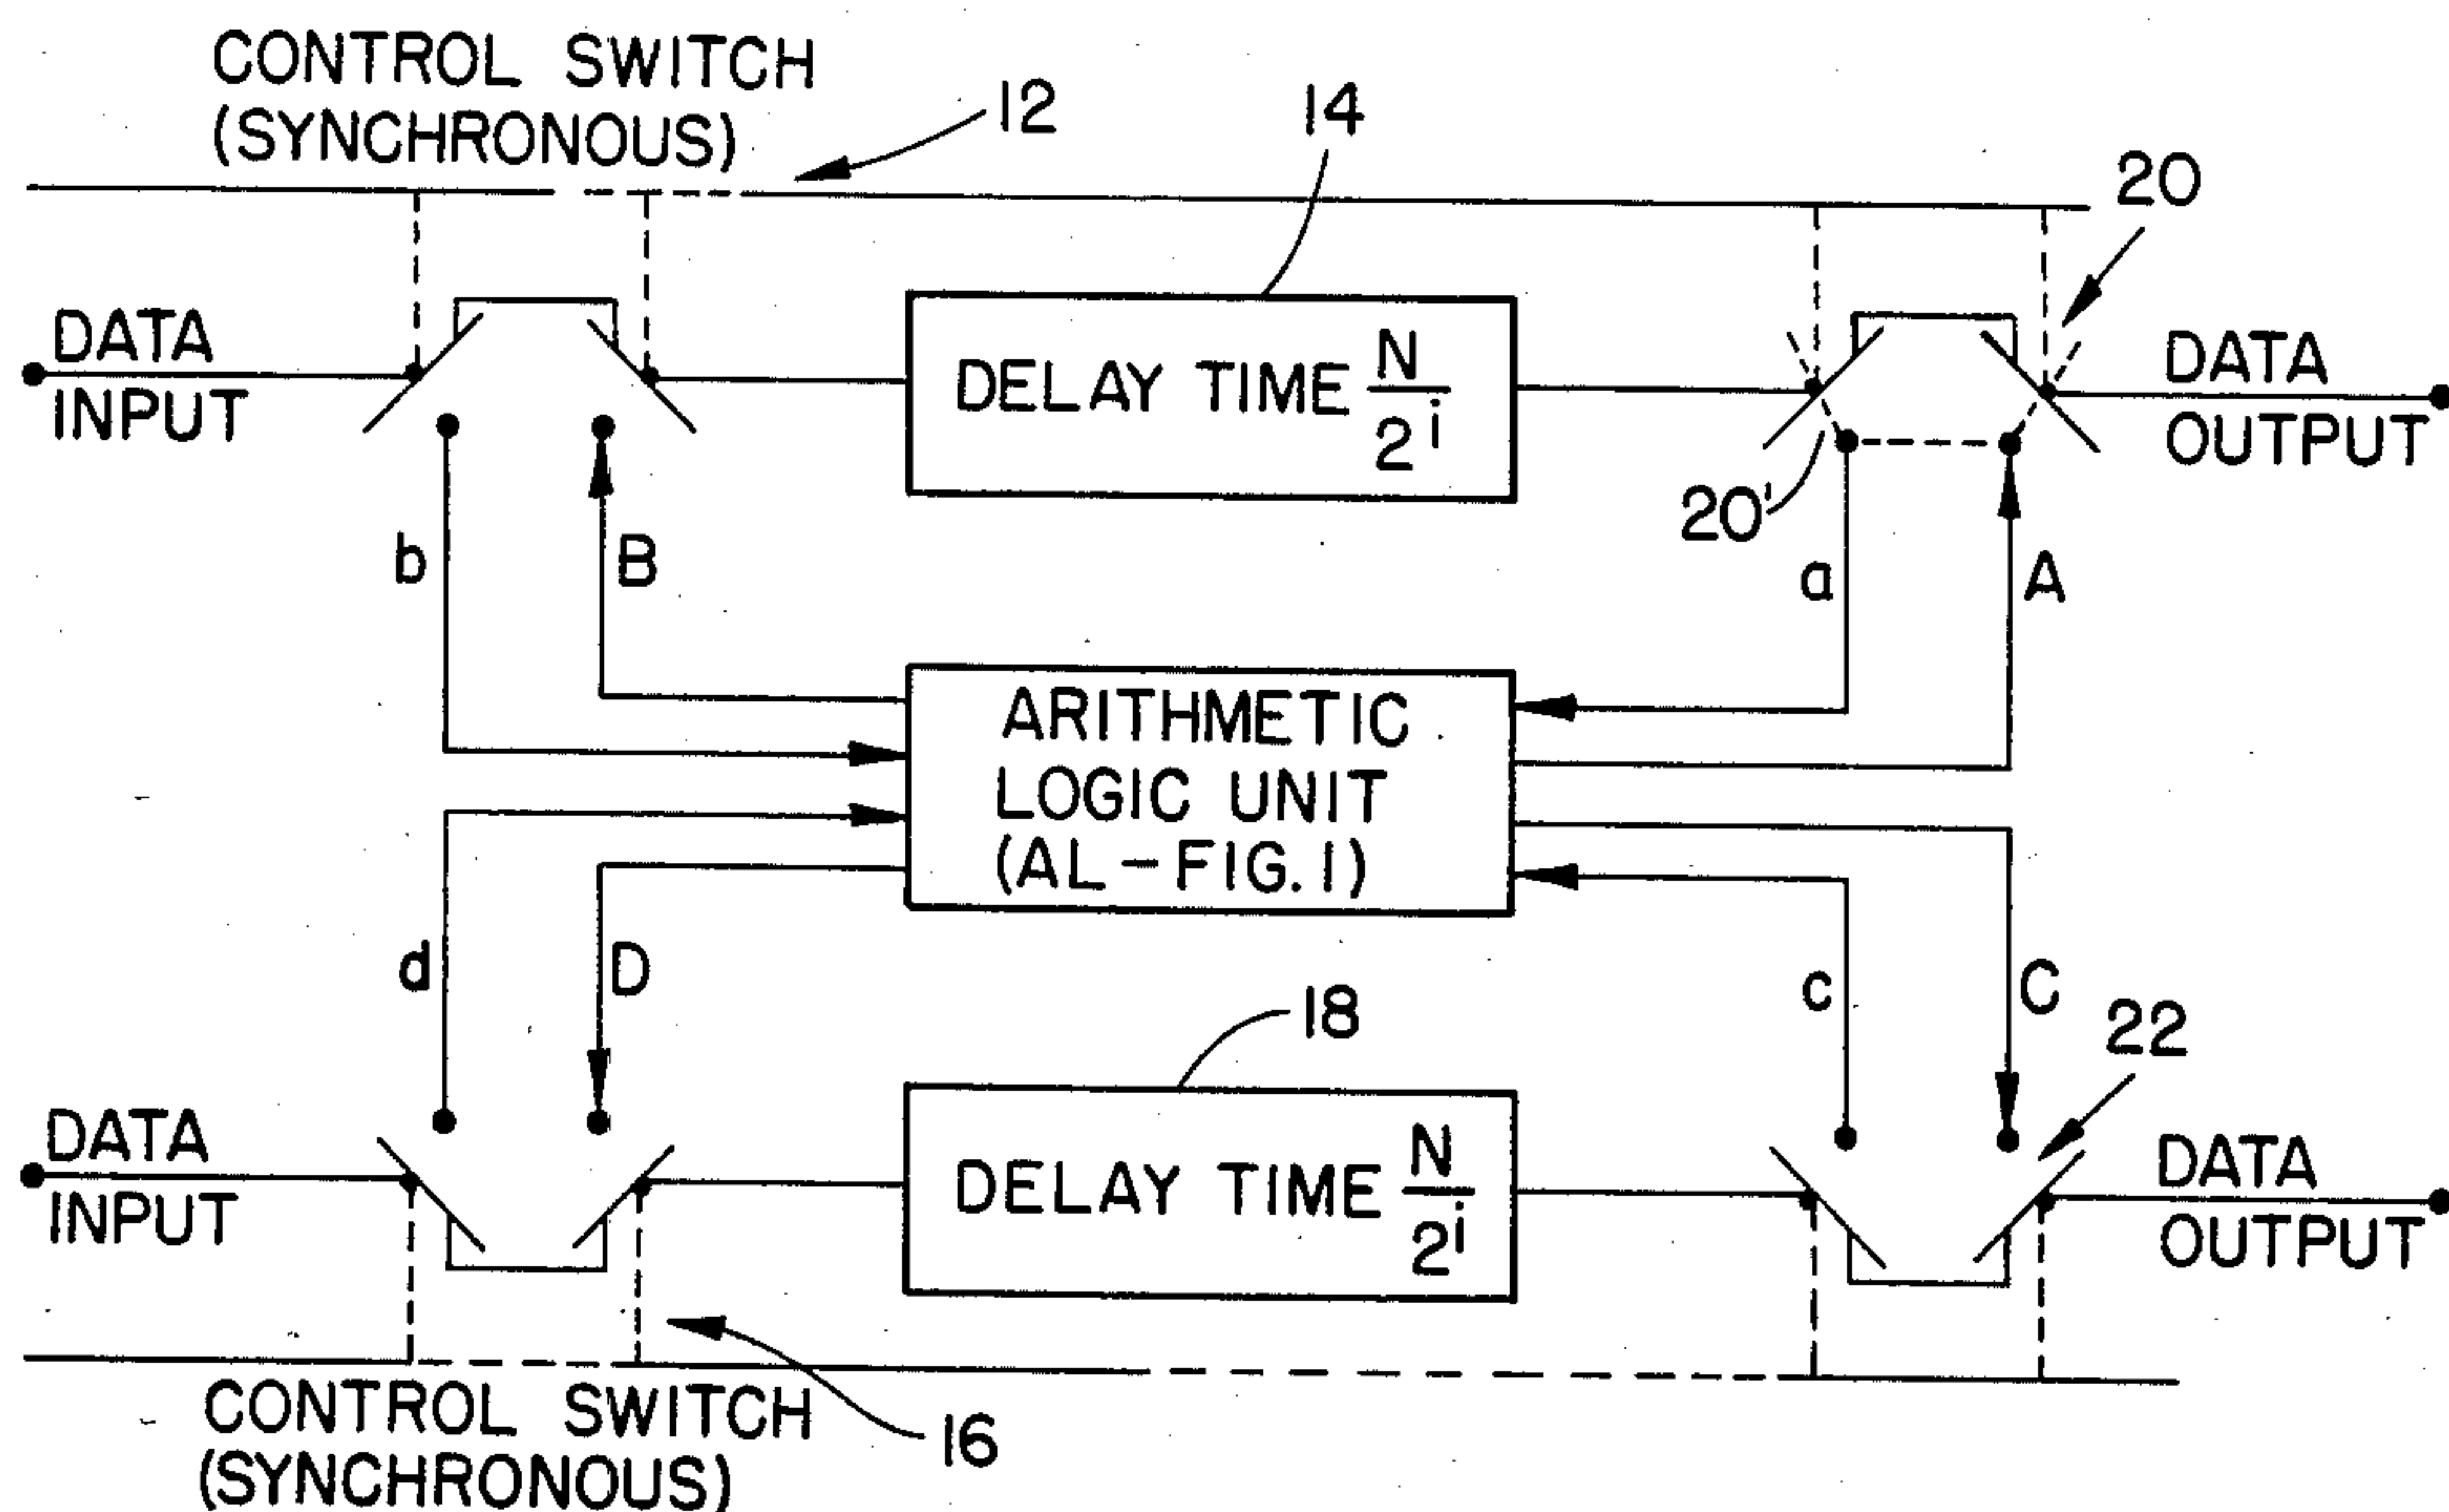 CONTROL SWITCH
(SYNCHRONOUS)
12
14
20
DATA
INPUT
DELAY TIME N/2^i
DATA
OUTPUT
20'
b
B
a
A
ARITHMETIC
LOGIC UNIT
(AL-FIG. 1)
d
D
c
C
18
22
DATA
INPUT
DELAY TIME N/2^i
DATA
OUTPUT
CONTROL SWITCH
(SYNCHRONOUS)
16